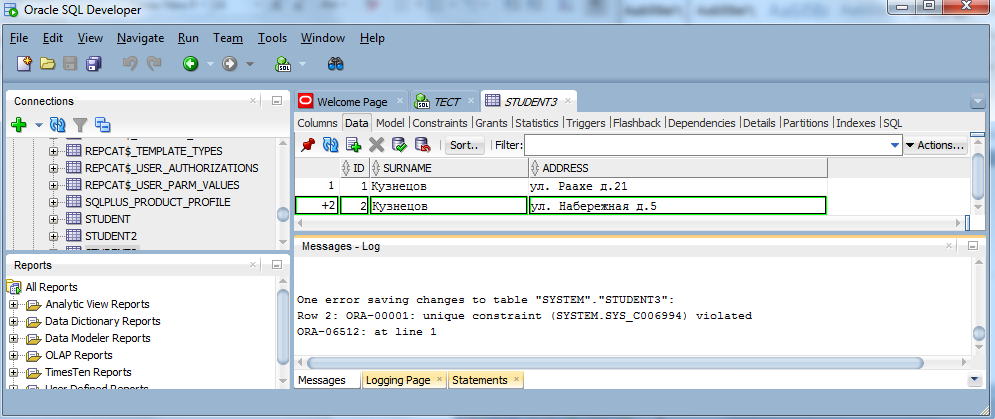 Oracle SQL Developer
File Edit View Navigate Run Team Tools Window Help
Connections
REPCAT$_TEMPLATE_TYPES
REPCAT$_USER_AUTHORIZATIONS
REPCAT$_USER_PARM_VALUES
SQLPLUS_PRODUCT_PROFILE
STUDENT
STUDENT2
Reports
All Reports
Analytic View Reports
Data Dictionary Reports
Data Modeler Reports
OLAP Reports
TimesTen Reports
User Defined Reports
Welcome Page TECT STUDENT3
Columns Data Model Constraints Grants Statistics Triggers Flashback Dependencies Details Partitions Indexes SQL
Sort.. Filter: Actions...
ID SURNAME ADDRESS
1 1 Кузнецов ул. Раахе д.21
+2 2 Кузнецов ул. Набережная д.5
Messages - Log
One error saving changes to table "SYSTEM"."STUDENT3":
Row 2: ORA-00001: unique constraint (SYSTEM.SYS_C006994) violated
ORA-06512: at line 1
Messages Logging Page Statements